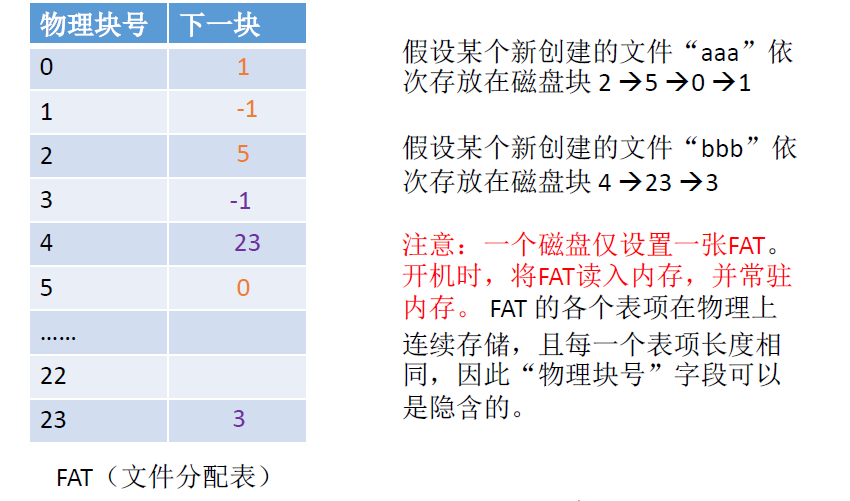 物理块号 下一块
0 1
1 -1
2 5
3 -1
4 23
5 0
……
22
23 3
FAT（文件分配表）
假设某个新创建的文件“aaa”依
次存放在磁盘块 2 →5 →0 →1
假设某个新创建的文件“bbb”依
次存放在磁盘块 4 →23 →3
注意：一个磁盘仅设置一张FAT。
开机时，将FAT读入内存，并常驻
内存。 FAT 的各个表项在物理上
连续存储，且每一个表项长度相
同，因此“物理块号”字段可以
是隐含的。